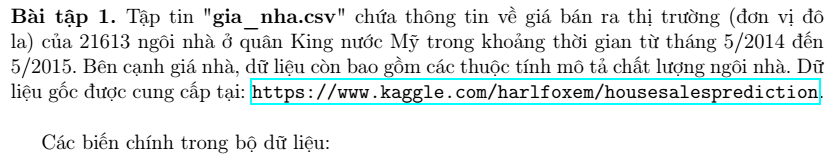 Bài tập 1. Tập tin "gia_nha.csv" chứa thông tin về giá bán ra thị trường (đơn vị đô
la) của 21613 ngôi nhà ở quân King nước Mỹ trong khoảng thời gian từ tháng 5/2014 đến
5/2015. Bên cạnh giá nhà, dữ liệu còn bao gồm các thuộc tính mô tả chất lượng ngôi nhà. Dữ
liệu gốc được cung cấp tại: https://www.kaggle.com/harlfoxem/housesalesprediction.
Các biến chính trong bộ dữ liệu: